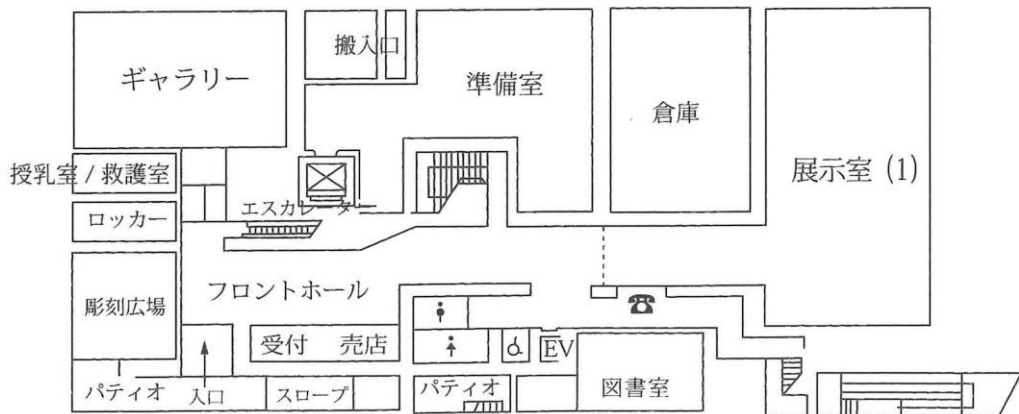 搬入口
ギャラリー
準備室
倉庫
展示室 (1)
授乳室 / 救護室
エスカレーター
ロッカー
フロントホール
彫刻広場
受付 売店
EV
パティオ
入口
スロープ
パティオ
図書室